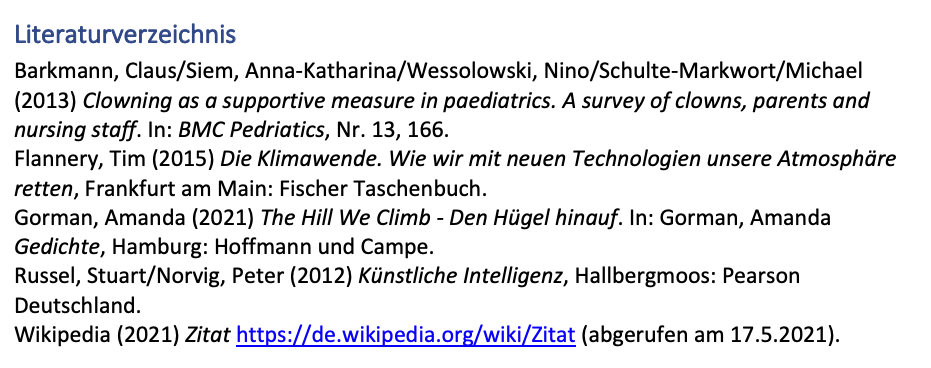 Literaturverzeichnis
Barkmann, Claus/Siem, Anna-Katharina/Wessolowski, Nino/Schulte-Markwort/Michael
(2013) Clowning as a supportive measure in paediatrics. A survey of clowns, parents and
nursing staff. In: BMC Pedriatics, Nr. 13, 166.
Flannery, Tim (2015) Die Klimawende. Wie wir mit neuen Technologien unsere Atmosphäre
retten, Frankfurt am Main: Fischer Taschenbuch.
Gorman, Amanda (2021) The Hill We Climb - Den Hügel hinauf. In: Gorman, Amanda
Gedichte, Hamburg: Hoffmann und Campe.
Russel, Stuart/Norvig, Peter (2012) Künstliche Intelligenz, Hallbergmoos: Pearson
Deutschland.
Wikipedia (2021) Zitat https://de.wikipedia.org/wiki/Zitat (abgerufen am 17.5.2021).